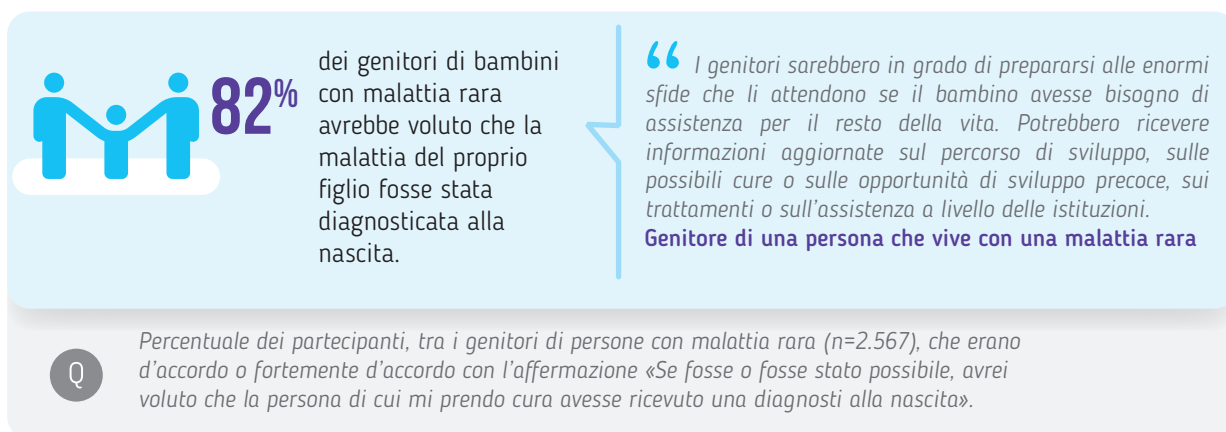 82%
dei genitori di bambini
con malattia rara
avrebbe voluto che la
malattia del proprio
figlio fosse stata
diagnosticata alla
nascita.
“ I genitori sarebbero in grado di prepararsi alle enormi
sfide che li attendono se il bambino avesse bisogno di
assistenza per il resto della vita. Potrebbero ricevere
informazioni aggiornate sul percorso di sviluppo, sulle
possibili cure o sulle opportunità di sviluppo precoce, sui
trattamenti o sull'assistenza a livello delle istituzioni.
Genitore di una persona che vive con una malattia rara
Q
Percentuale dei partecipanti, tra i genitori di persone con malattia rara (n=2.567), che erano
d'accordo o fortemente d'accordo con l'affermazione «Se fosse o fosse stato possibile, avrei
voluto che la persona di cui mi prendo cura avesse ricevuto una diagnosti alla nascita».